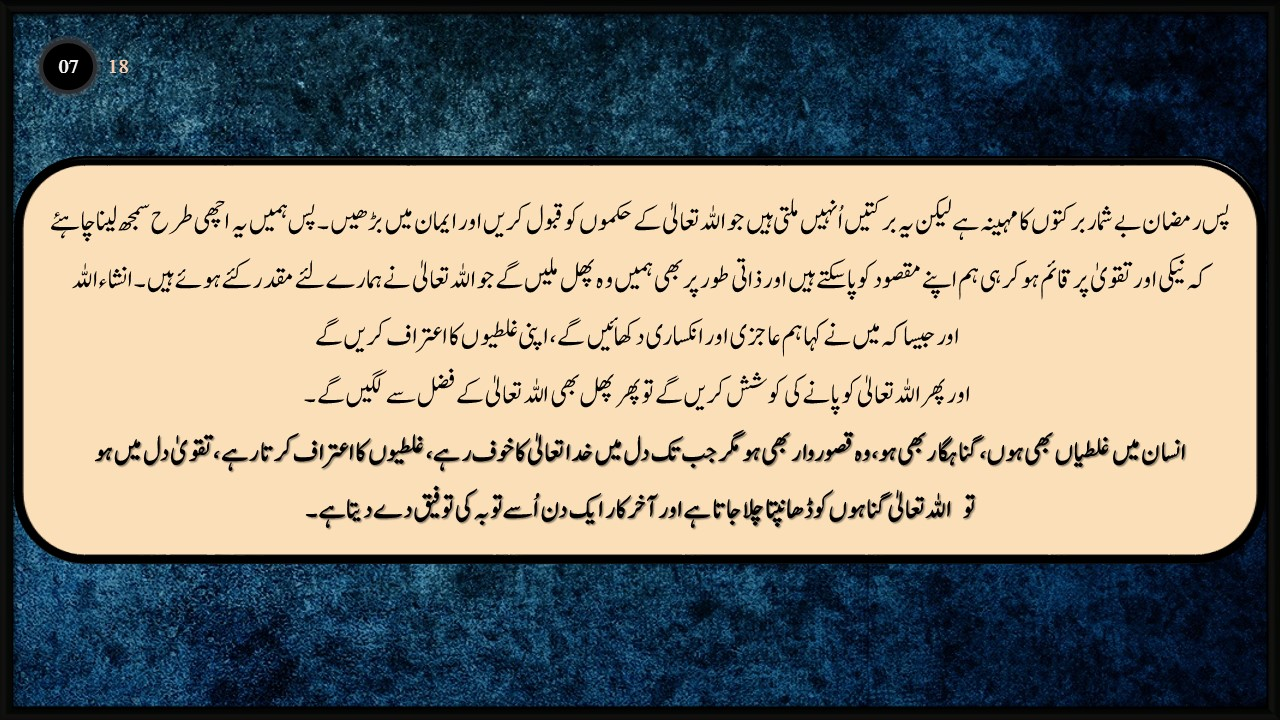 07 18
پس رمضان بے شمار برکتوں کا مہینہ ہے لیکن یہ برکتیں اُنہیں ملتی ہیں جو اللہ تعالیٰ کے حکموں کو قبول کریں اور ایمان میں بڑھیں۔ پس ہمیں یہ اچھی طرح سمجھ لینا چاہئے
کہ نیکی اور تقویٰ پر قائم ہو کر ہی ہم اپنے مقصود کو پا سکتے ہیں اور ذاتی طور پر بھی ہمیں وہ پھل ملیں گے جو اللہ تعالیٰ نے ہمارے لئے مقدر کئے ہوئے ہیں۔ انشاء اللہ
اور جیسا کہ میں نے کہا ہم عاجزی اور انکساری دکھائیں گے، اپنی غلطیوں کا اعتراف کریں گے
اور پھر اللہ تعالیٰ کو پانے کی کوشش کریں گے تو پھر پھل بھی اللہ تعالیٰ کے فضل سے لگیں گے۔
انسان میں غلطیاں بھی ہوں، گناہگار بھی ہو، وہ قصوروار بھی ہو مگر جب تک دل میں خدا تعالیٰ کا خوف رہے، غلطیوں کا اعتراف کرتا رہے، تقویٰ دل میں ہو
تو اللہ تعالیٰ گناہوں کو ڈھانپتا چلا جاتا ہے اور آخر کار ایک دن اُسے توبہ کی توفیق دے دیتا ہے۔